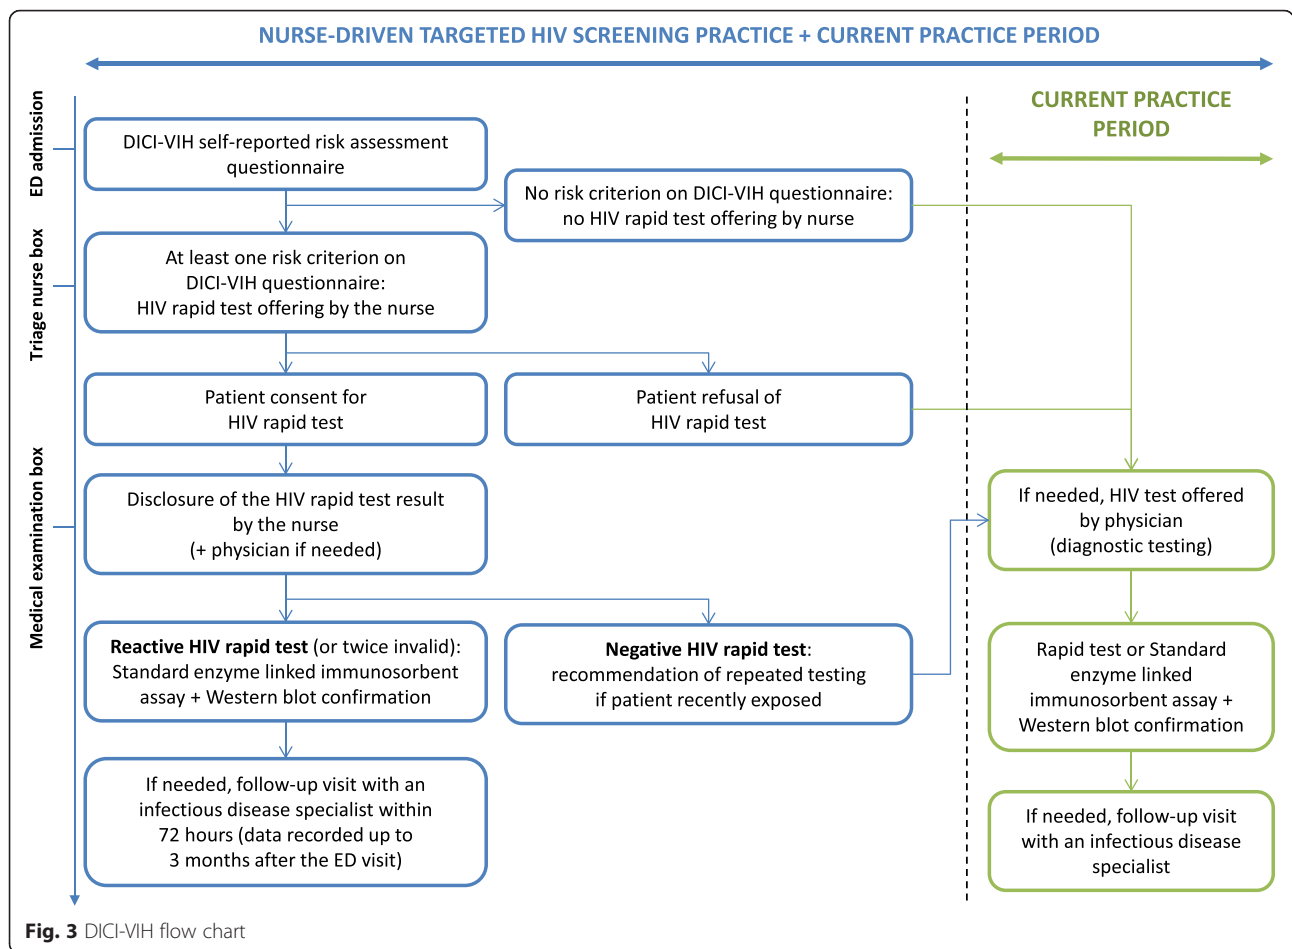 NURSE-DRIVEN TARGETED HIV SCREENING PRACTICE + CURRENT PRACTICE PERIOD
CURRENT PRACTICE
PERIOD
ED admission
Triage nurse box
Medical examination box
DICI-VIH self-reported risk assessment
questionnaire
No risk criterion on DICI-VIH questionnaire:
no HIV rapid test offering by nurse
At least one risk criterion on
DICI-VIH questionnaire:
HIV rapid test offering by the nurse
Patient consent for
HIV rapid test
Patient refusal of
HIV rapid test
Disclosure of the HIV rapid test result
by the nurse
(+ physician if needed)
If needed, HIV test offered
by physician
(diagnostic testing)
Reactive HIV rapid test (or twice invalid):
Standard enzyme linked immunosorbent
assay + Western blot confirmation
Negative HIV rapid test:
recommendation of repeated testing
if patient recently exposed
Rapid test or Standard
enzyme linked
immunosorbent assay +
Western blot confirmation
If needed, follow-up visit with an
infectious disease specialist within
72 hours (data recorded up to
3 months after the ED visit)
If needed, follow-up visit
with an infectious disease
specialist
Fig. 3 DICI-VIH flow chart